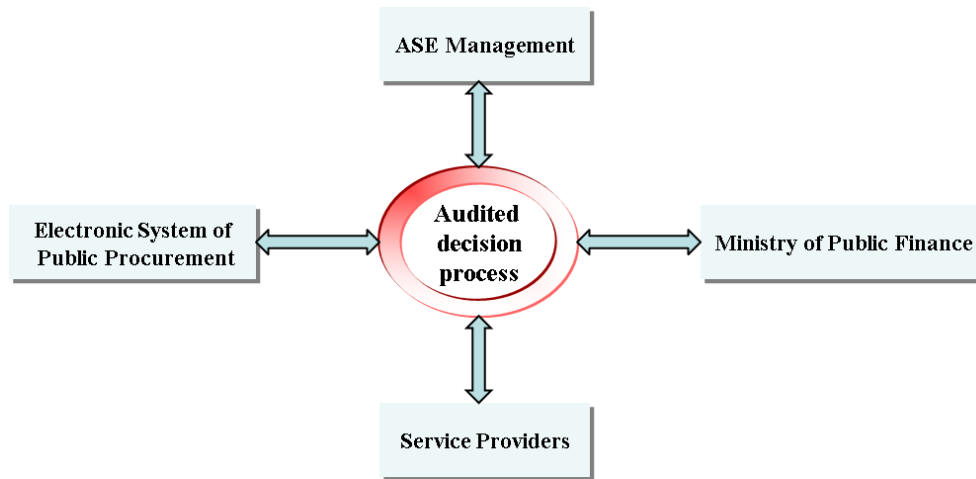 ASE Management
Electronic System of
Public Procurement
Audited
decision
process
Ministry of Public Finance
Service Providers